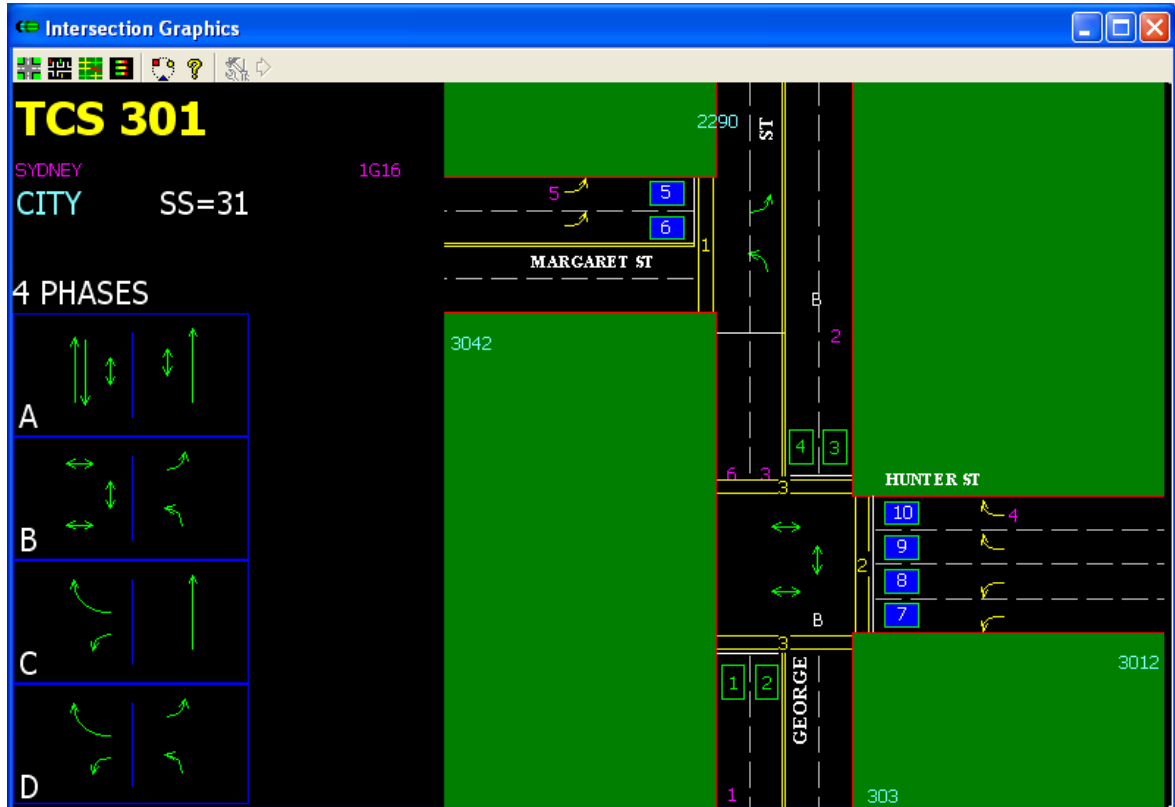 Intersection Graphics
TCS 301
SYDNEY 1G16
CITY SS=31
4 PHASES
A
B
C
D
2290
ST
5 5
6
1
MARGARET ST
3042
B
2
4 3
6 3
3
HUNTER ST
10 4
9
2
8
7
B
3
1 2
GEORGE
3012
1
303